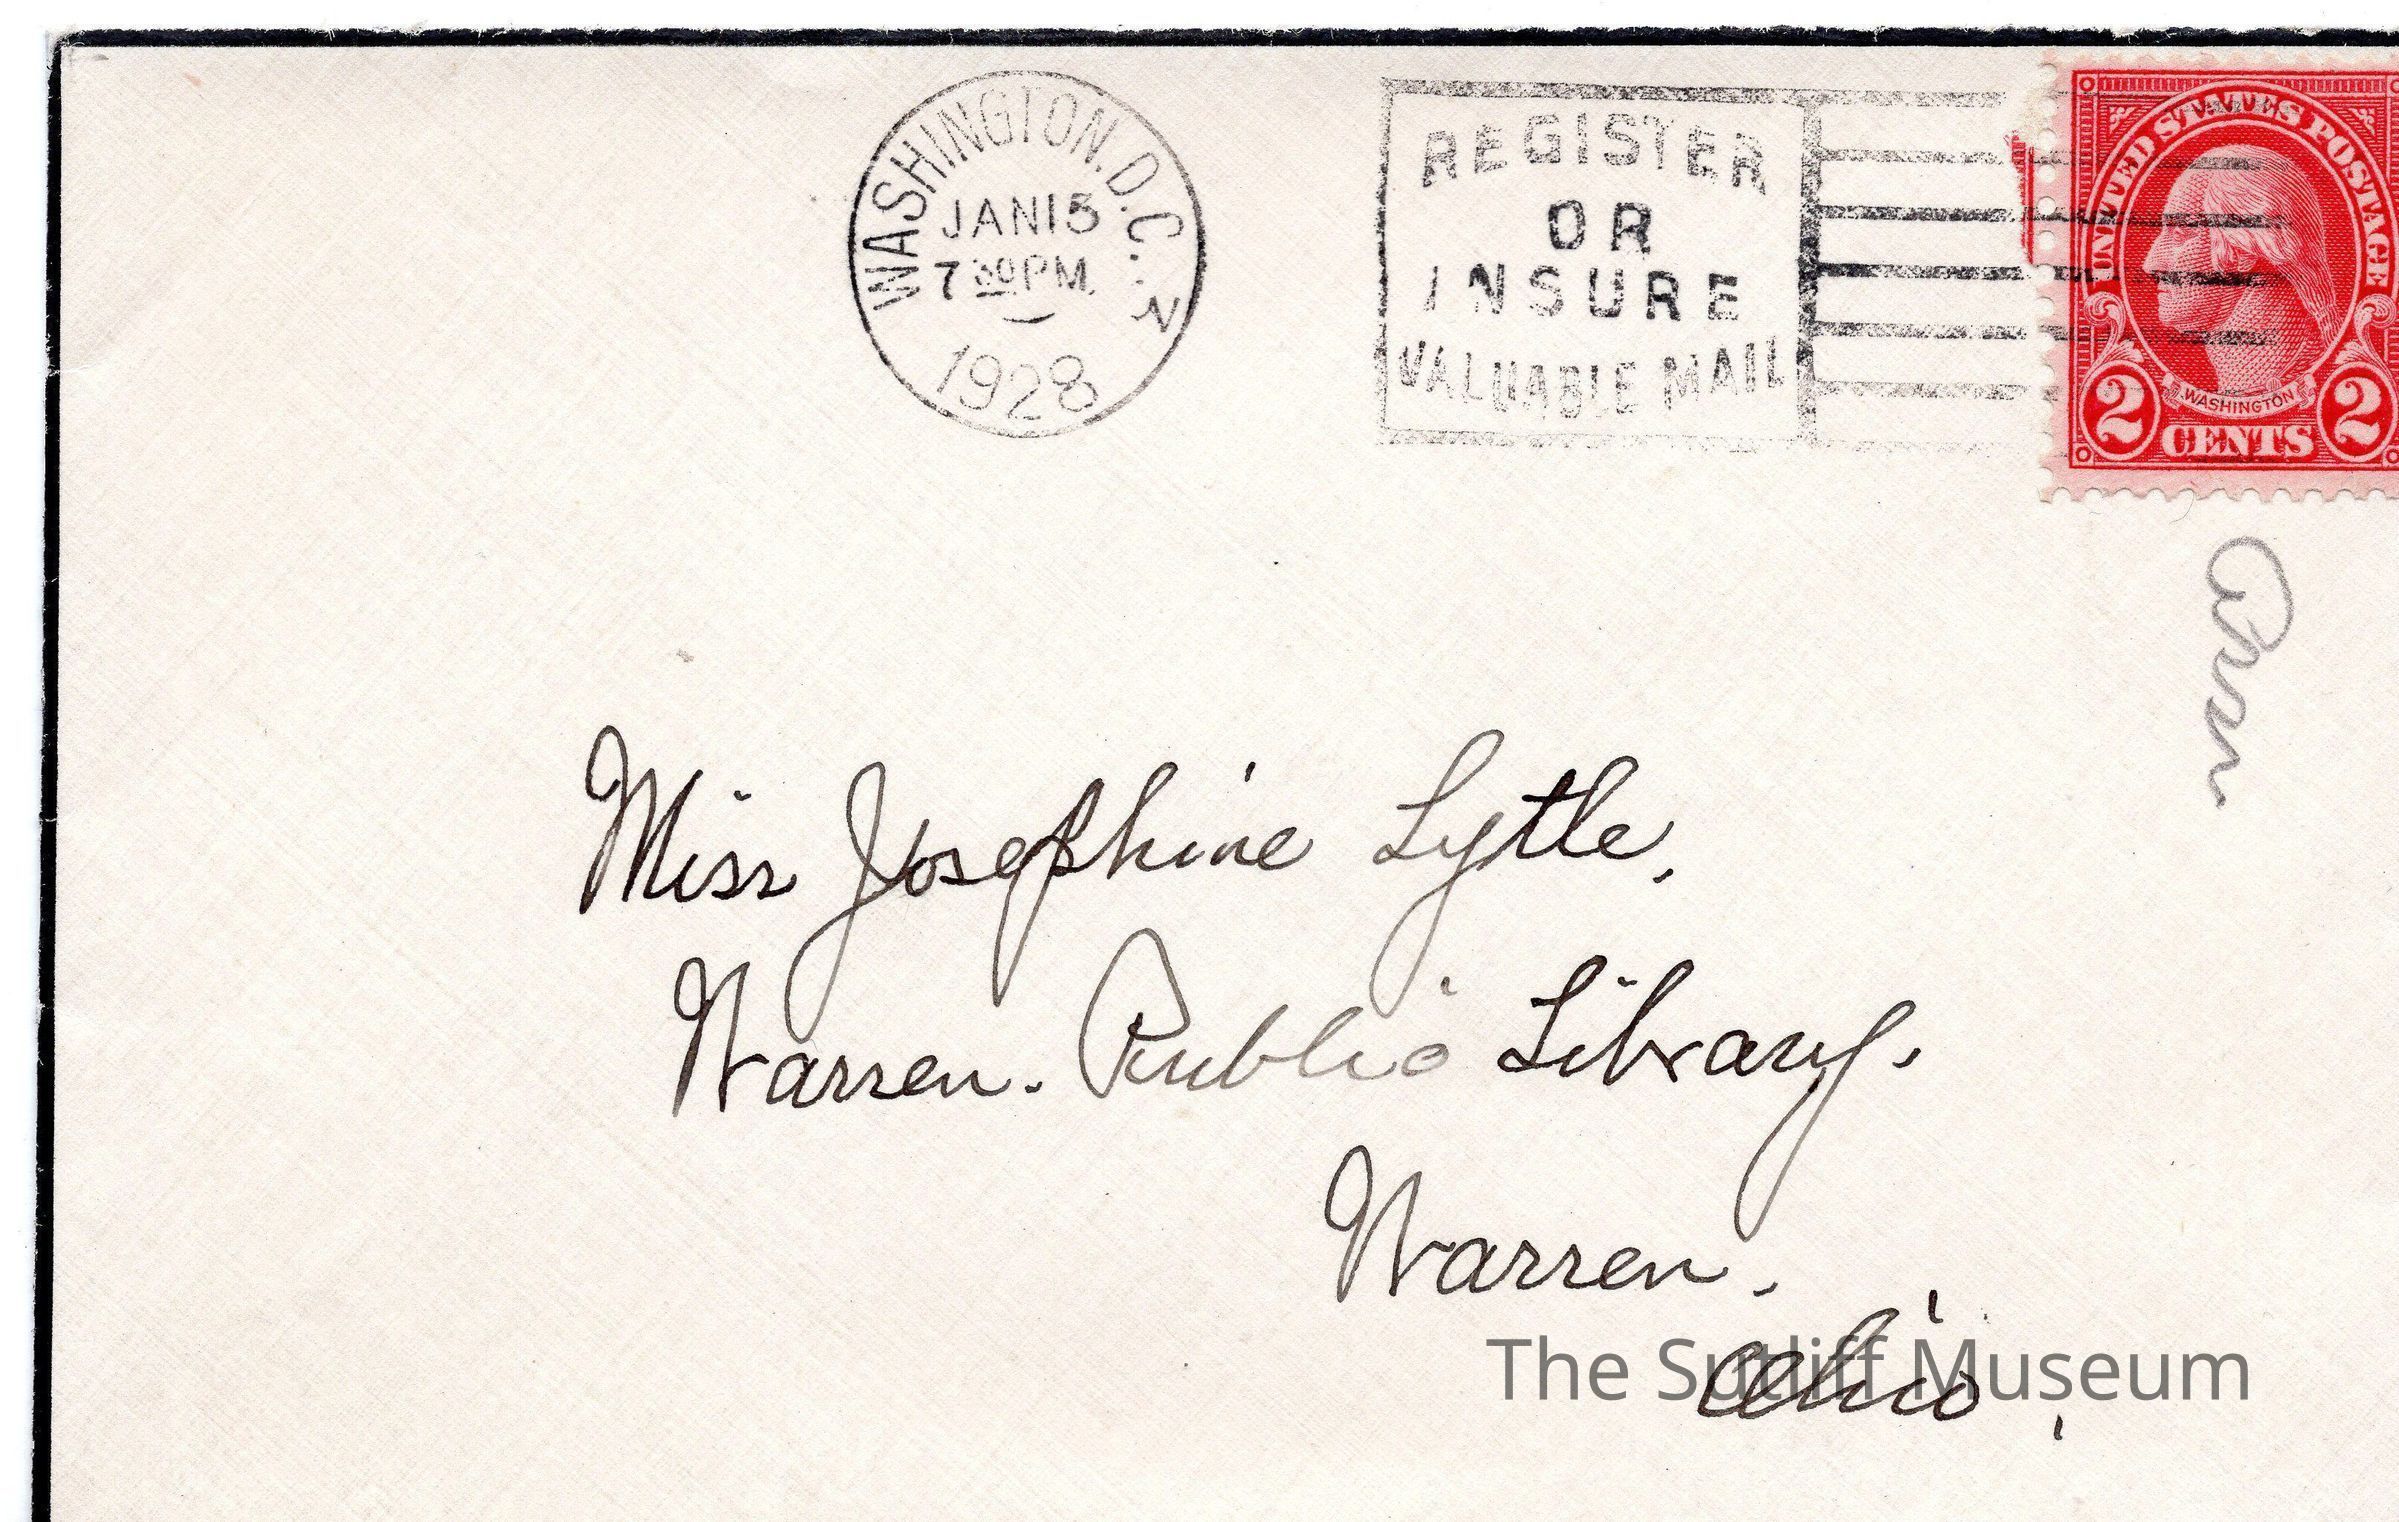 WASHINGTON, D.C.
JAN 15
7 30 PM
1928
REGISTER
OR
INSURE
VALUABLE MAIL
UNITED STATES POSTAGE
WASHINGTON
2 CENTS 2
Miss Josephine Lytle,
Warren. Public Library,
Warren.
Ohio,
The Sutliff Museum